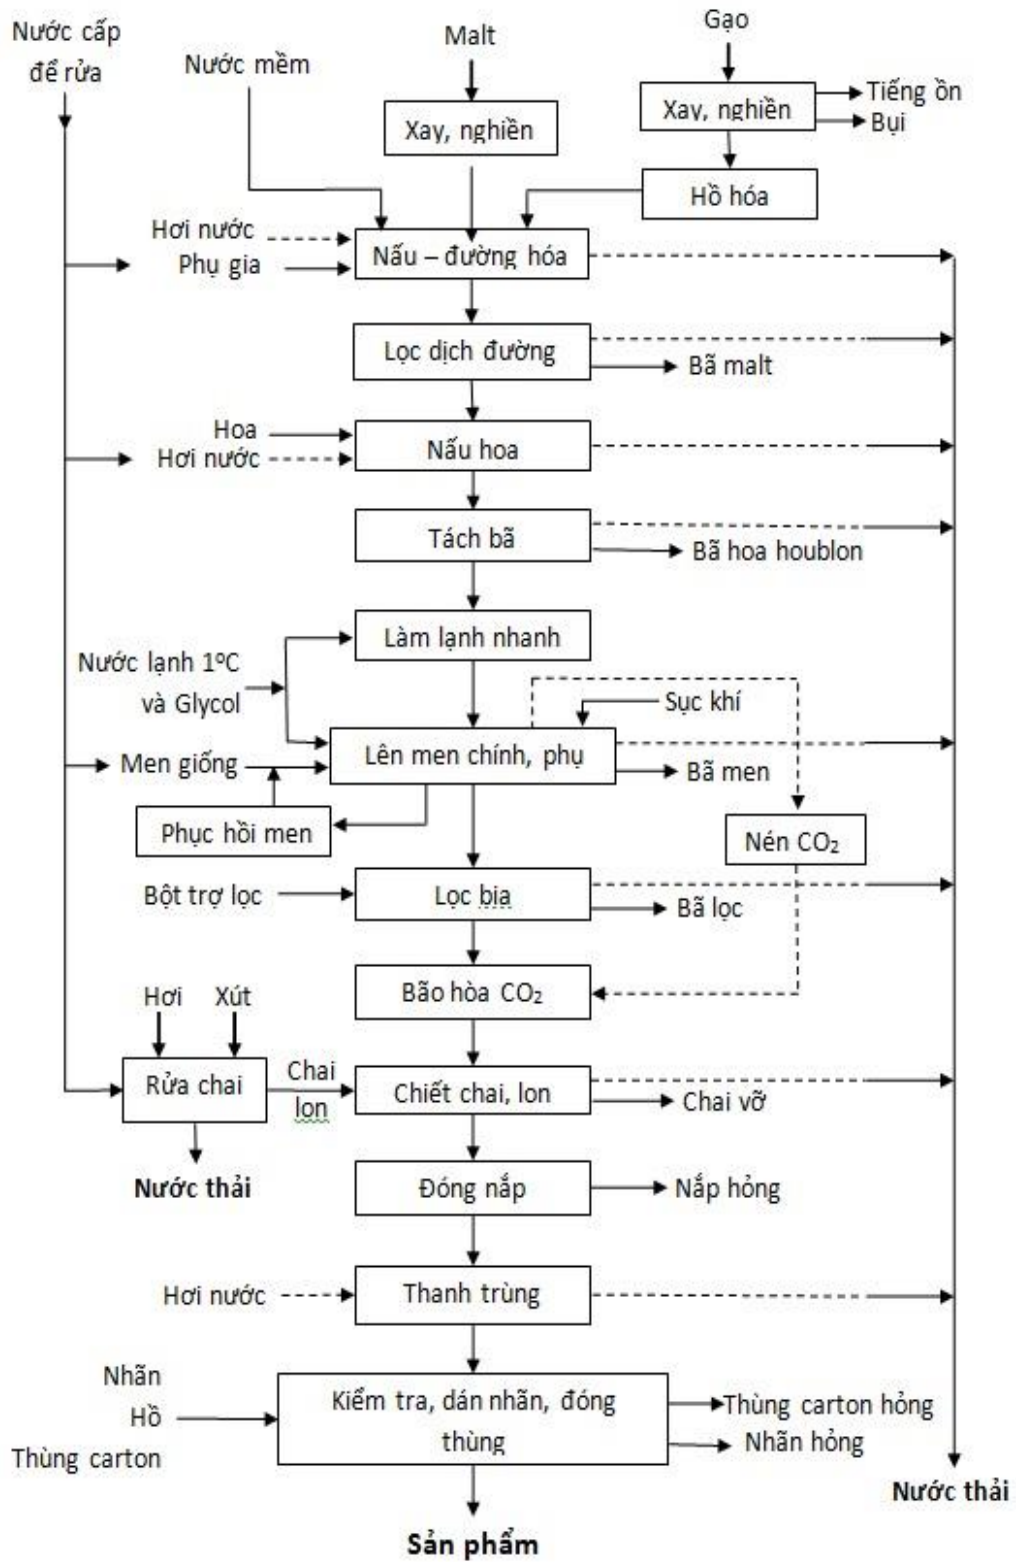 Nước cấp
để rửa
Nước mềm
Malt
Gạo
Xay, nghiền
Xay, nghiền
Tiếng ồn
Bụi
Hồ hóa
Hơi nước
Phụ gia
Nấu – đường hóa
Lọc dịch đường
Bã malt
Hoa
Hơi nước
Nấu hoa
Tách bã
Bã hoa houblon
Làm lạnh nhanh
Nước lạnh 1ºC
và Glycol
Sục khí
Lên men chính, phụ
Men giống
Bã men
Phục hồi men
Nén CO₂
Bột trợ lọc
Lọc bia
Bã lọc
Bão hòa CO₂
Hơi
Xút
Rửa chai
Chai
lon
Chiết chai, lon
Chai vỡ
Nước thải
Đóng nắp
Nắp hỏng
Hơi nước
Thanh trùng
Nhãn
Hồ
Thùng carton
Kiểm tra, dán nhãn, đóng
thùng
Thùng carton hỏng
Nhãn hỏng
Nước thải
Sản phẩm